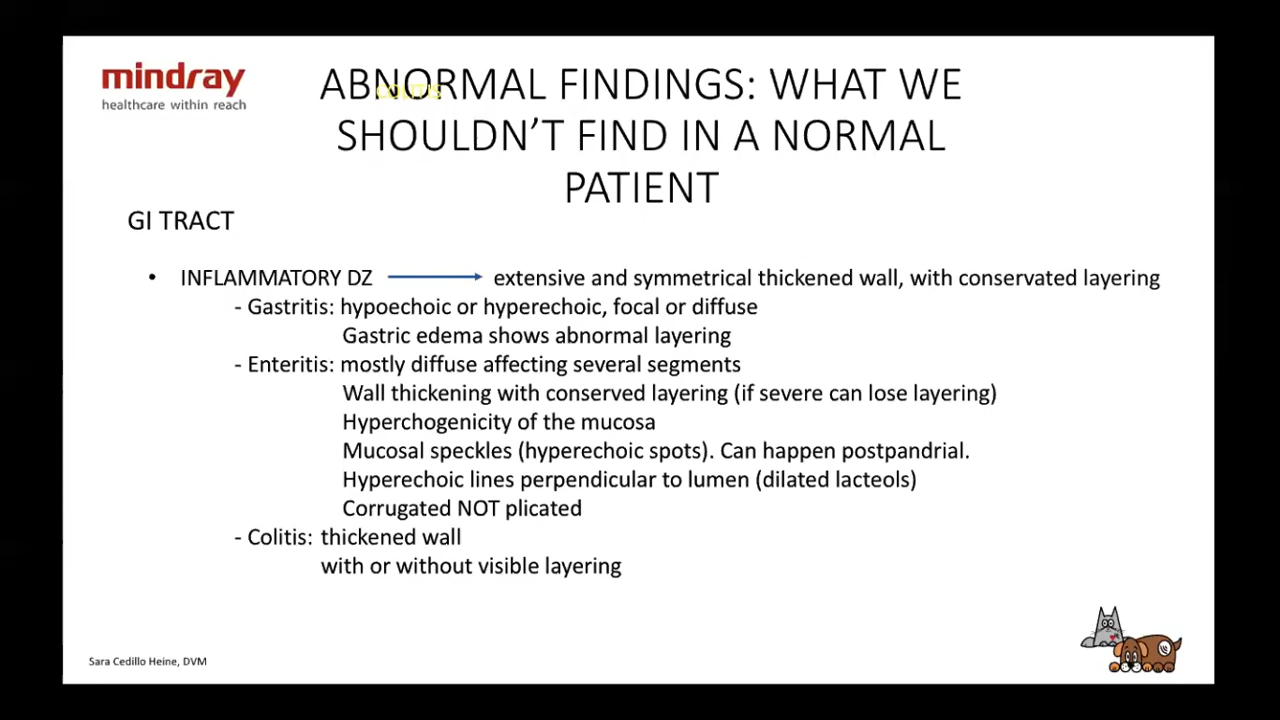 mindray
healthcare within reach
ABNORMAL FINDINGS: WHAT WE
COLITIS
SHOULDN'T FIND IN A NORMAL
PATIENT
GI TRACT
• INFLAMMATORY DZ extensive and symmetrical thickened wall, with conservated layering
- Gastritis: hypoechoic or hyperechoic, focal or diffuse
Gastric edema shows abnormal layering
- Enteritis: mostly diffuse affecting several segments
Wall thickening with conserved layering (if severe can lose layering)
Hyperchogenicity of the mucosa
Mucosal speckles (hyperechoic spots). Can happen postpandrial.
Hyperechoic lines perpendicular to lumen (dilated lacteols)
Corrugated NOT plicated
- Colitis: thickened wall
with or without visible layering
Sara Cedillo Heine, DVM